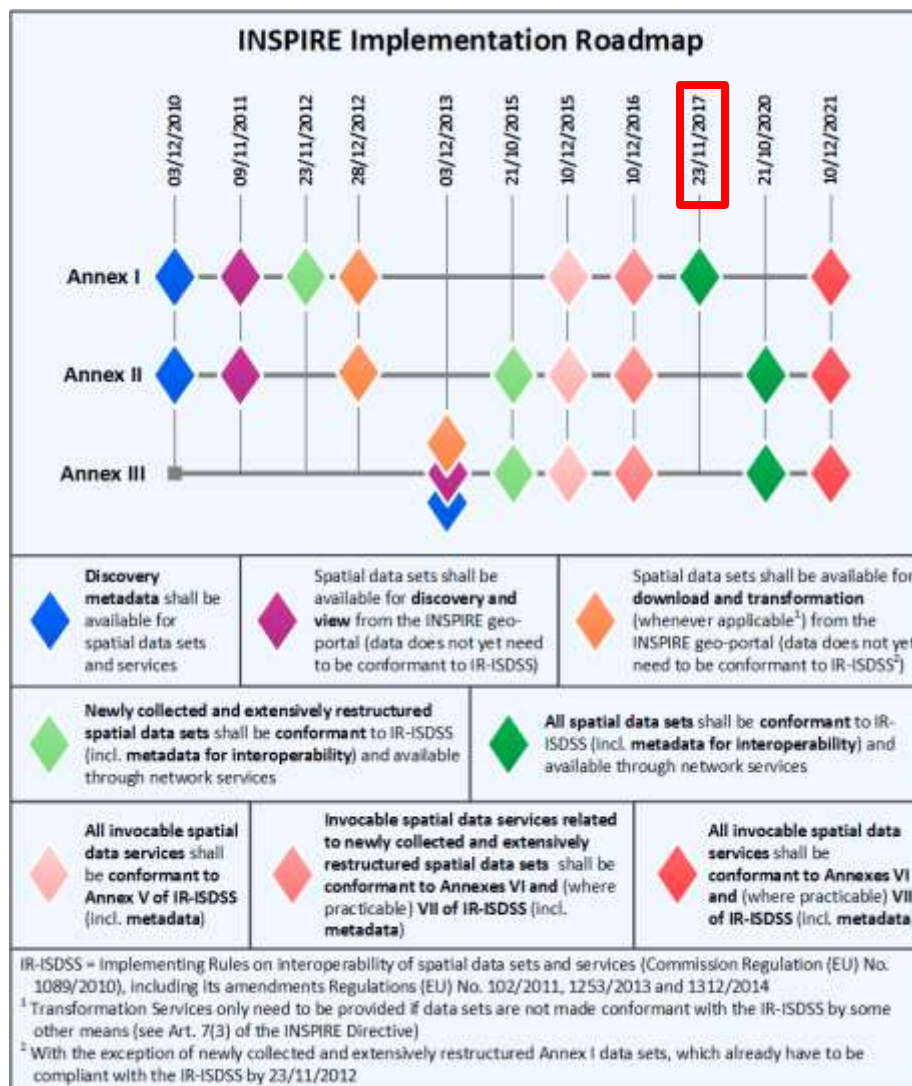 INSPIRE Implementation Roadmap
03/12/2010
09/11/2011
23/11/2012
28/12/2012
03/12/2013
21/10/2015
10/12/2015
10/12/2016
23/11/2017
21/10/2020
10/12/2021
Annex I
Annex II
Annex III
Discovery
metadata shall be
available for
spatial data sets
and services
Spatial data sets shall be
available for discovery and
view from the INSPIRE geo-
portal (data does not yet need
to be conformant to IR-ISDSS)
Spatial data sets shall be available for
download and transformation
(whenever applicable¹) from the
INSPIRE geo-portal (data does not yet
need to be conformant to IR-ISDSS²)
Newly collected and extensively restructured
spatial data sets shall be conformant to IR-ISDSS
(incl. metadata for interoperability) and available
through network services
All spatial data sets shall be conformant to IR-
ISDSS (incl. metadata for interoperability) and
available through network services
All invocable spatial
data services shall
be conformant to
Annex V of IR-ISDSS
(incl. metadata)
Invocable spatial data services related
to newly collected and extensively
restructured spatial data sets shall be
conformant to Annexes VI and (where
practicable) VII of IR-ISDSS (incl.
metadata)
All invocable spatial data
services shall be
conformant to Annexes VI
and (where practicable) VII
of IR-ISDSS (incl. metadata
IR-ISDSS = Implementing Rules on interoperability of spatial data sets and services (Commission Regulation (EU) No.
1089/2010), including its amendments Regulations (EU) No. 102/2011, 1253/2013 and 1312/2014
¹ Transformation Services only need to be provided if data sets are not made conformant with the IR-ISDSS by some
other means (see Art. 7(3) of the INSPIRE Directive)
² With the exception of newly collected and extensively restructured Annex I data sets, which already have to be
compliant with the IR-ISDSS by 23/11/2012